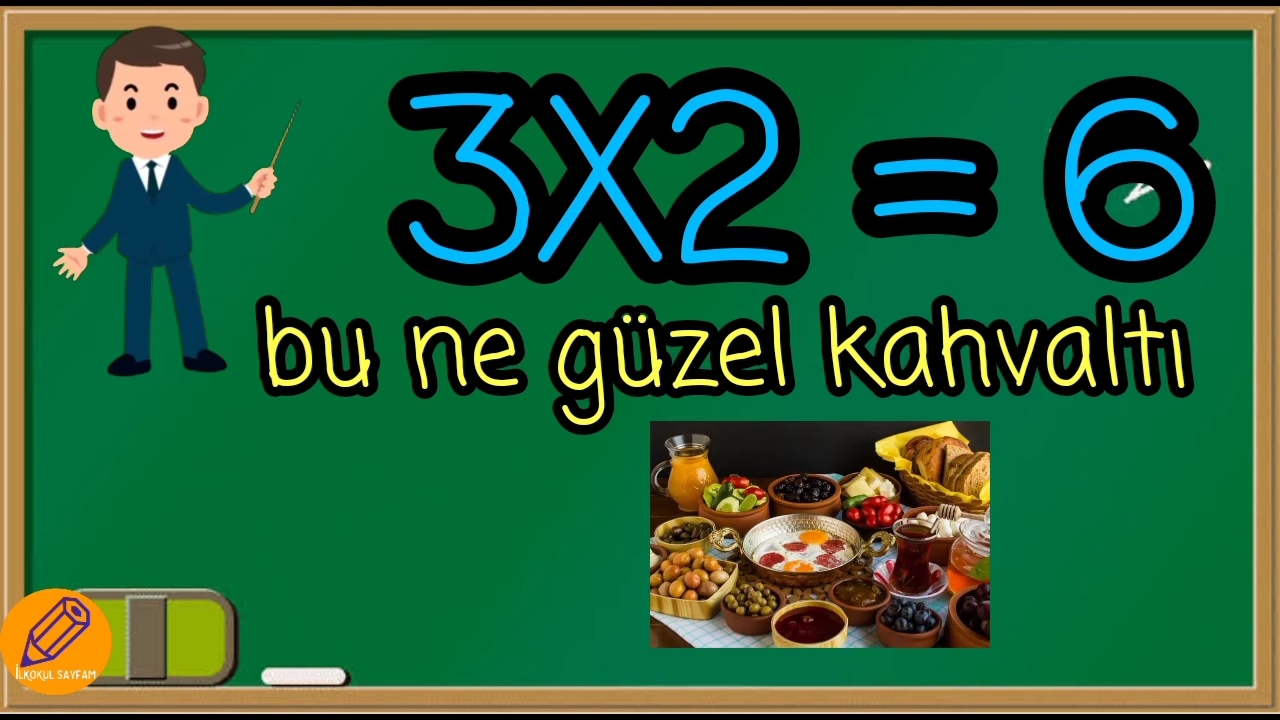 3X2 = 6
bu ne güzel kahvaltı
İLKOKUL SAYFAM